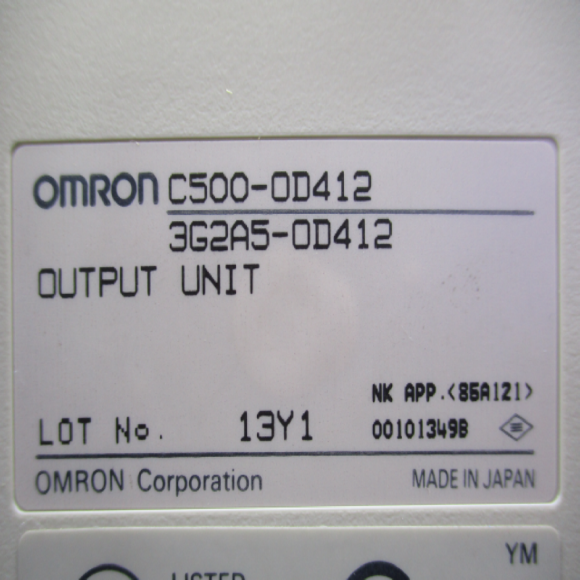 OMRON C500-OD412
3G2A5-OD412
OUTPUT UNIT
NK APP.<85A121>
LOT No. 13Y1 00101349B
OMRON Corporation MADE IN JAPAN
YM
LISTED